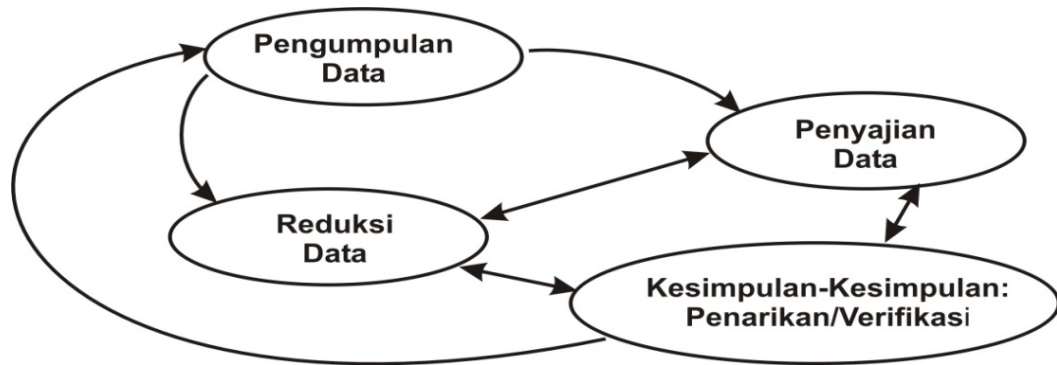 Pengumpulan
Data
Penyajian
Data
Reduksi
Data
Kesimpulan-Kesimpulan:
Penarikan/Verifikasi